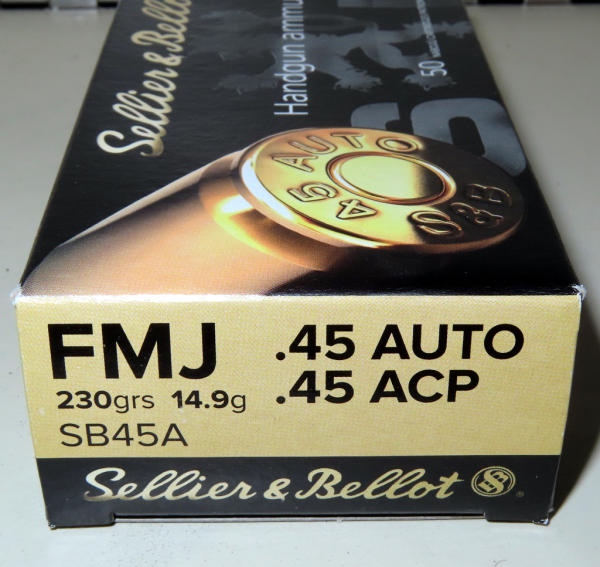 Sellier & Bellot
Handgun ammu
50
45 AUTO
S&B
FMJ
230grs 14.9g
SB45A
.45 AUTO
.45 ACP
Sellier & Bellot